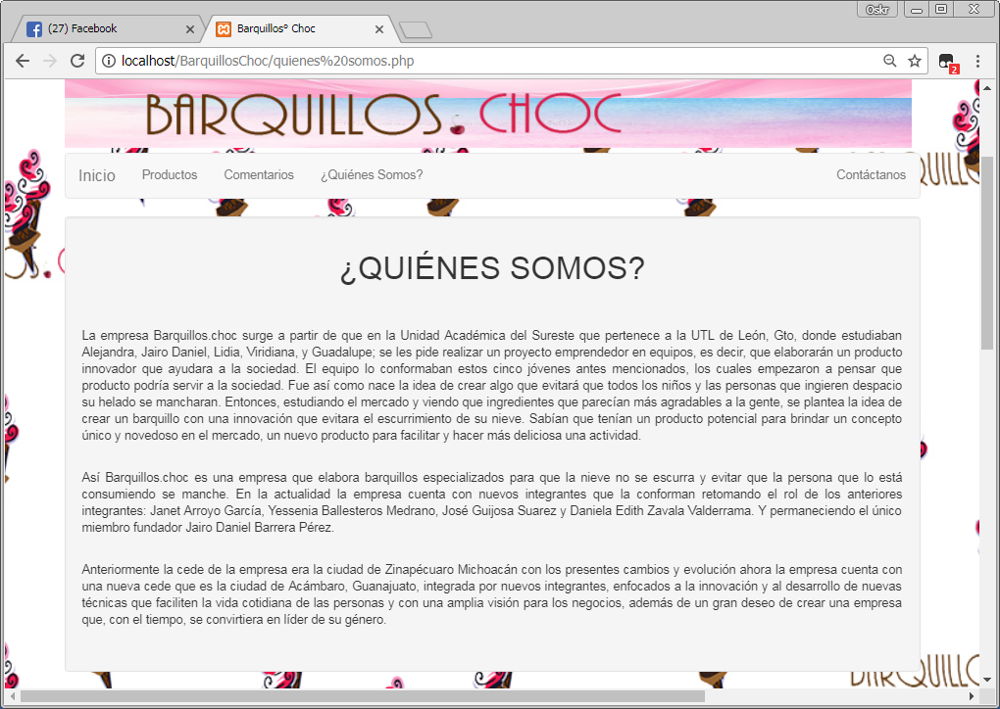 Oskr
(27) Facebook
Barquillos° Choc
localhost/BarquillosChoc/quienes%20somos.php
2
BARQUILLOS.CHOC
Inicio
Productos
Comentarios
¿Quiénes Somos?
Contáctanos
¿QUIÉNES SOMOS?
La empresa Barquillos.choc surge a partir de que en la Unidad Académica del Sureste que pertenece a la UTL de León, Gto, donde estudiaban
Alejandra, Jairo Daniel, Lidia, Viridiana, y Guadalupe; se les pide realizar un proyecto emprendedor en equipos, es decir, que elaborarán un producto
innovador que ayudara a la sociedad. El equipo lo conformaban estos cinco jóvenes antes mencionados, los cuales empezaron a pensar que
producto podría servir a la sociedad. Fue así como nace la idea de crear algo que evitará que todos los niños y las personas que ingieren despacio
su helado se mancharan. Entonces, estudiando el mercado y viendo que ingredientes que parecían más agradables a la gente, se plantea la idea de
crear un barquillo con una innovación que evitara el escurrimiento de su nieve. Sabían que tenían un producto potencial para brindar un concepto
único y novedoso en el mercado, un nuevo producto para facilitar y hacer más deliciosa una actividad.
Así Barquillos.choc es una empresa que elabora barquillos especializados para que la nieve no se escurra y evitar que la persona que lo está
consumiendo se manche. En la actualidad la empresa cuenta con nuevos integrantes que la conforman retomando el rol de los anteriores
integrantes: Janet Arroyo García, Yessenia Ballesteros Medrano, José Guijosa Suarez y Daniela Edith Zavala Valderrama. Y permaneciendo el único
miembro fundador Jairo Daniel Barrera Pérez.
Anteriormente la cede de la empresa era la ciudad de Zinapécuaro Michoacán con los presentes cambios y evolución ahora la empresa cuenta con
una nueva cede que es la ciudad de Acámbaro, Guanajuato, integrada por nuevos integrantes, enfocados a la innovación y al desarrollo de nuevas
técnicas que faciliten la vida cotidiana de las personas y con una amplia visión para los negocios, además de un gran deseo de crear una empresa
que, con el tiempo, se convirtiera en líder de su género.